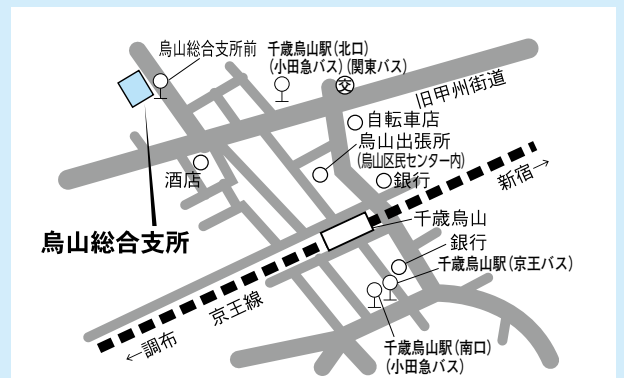 烏山総合支所前
千歳烏山駅（北口）
（小田急バス）（関東バス）
交
旧甲州街道
自転車店
烏山出張所
（烏山区民センター内）
酒店
銀行
新宿→
千歳烏山
烏山総合支所
銀行
千歳烏山駅（京王バス）
京王線
←調布
千歳烏山駅（南口）
（小田急バス）